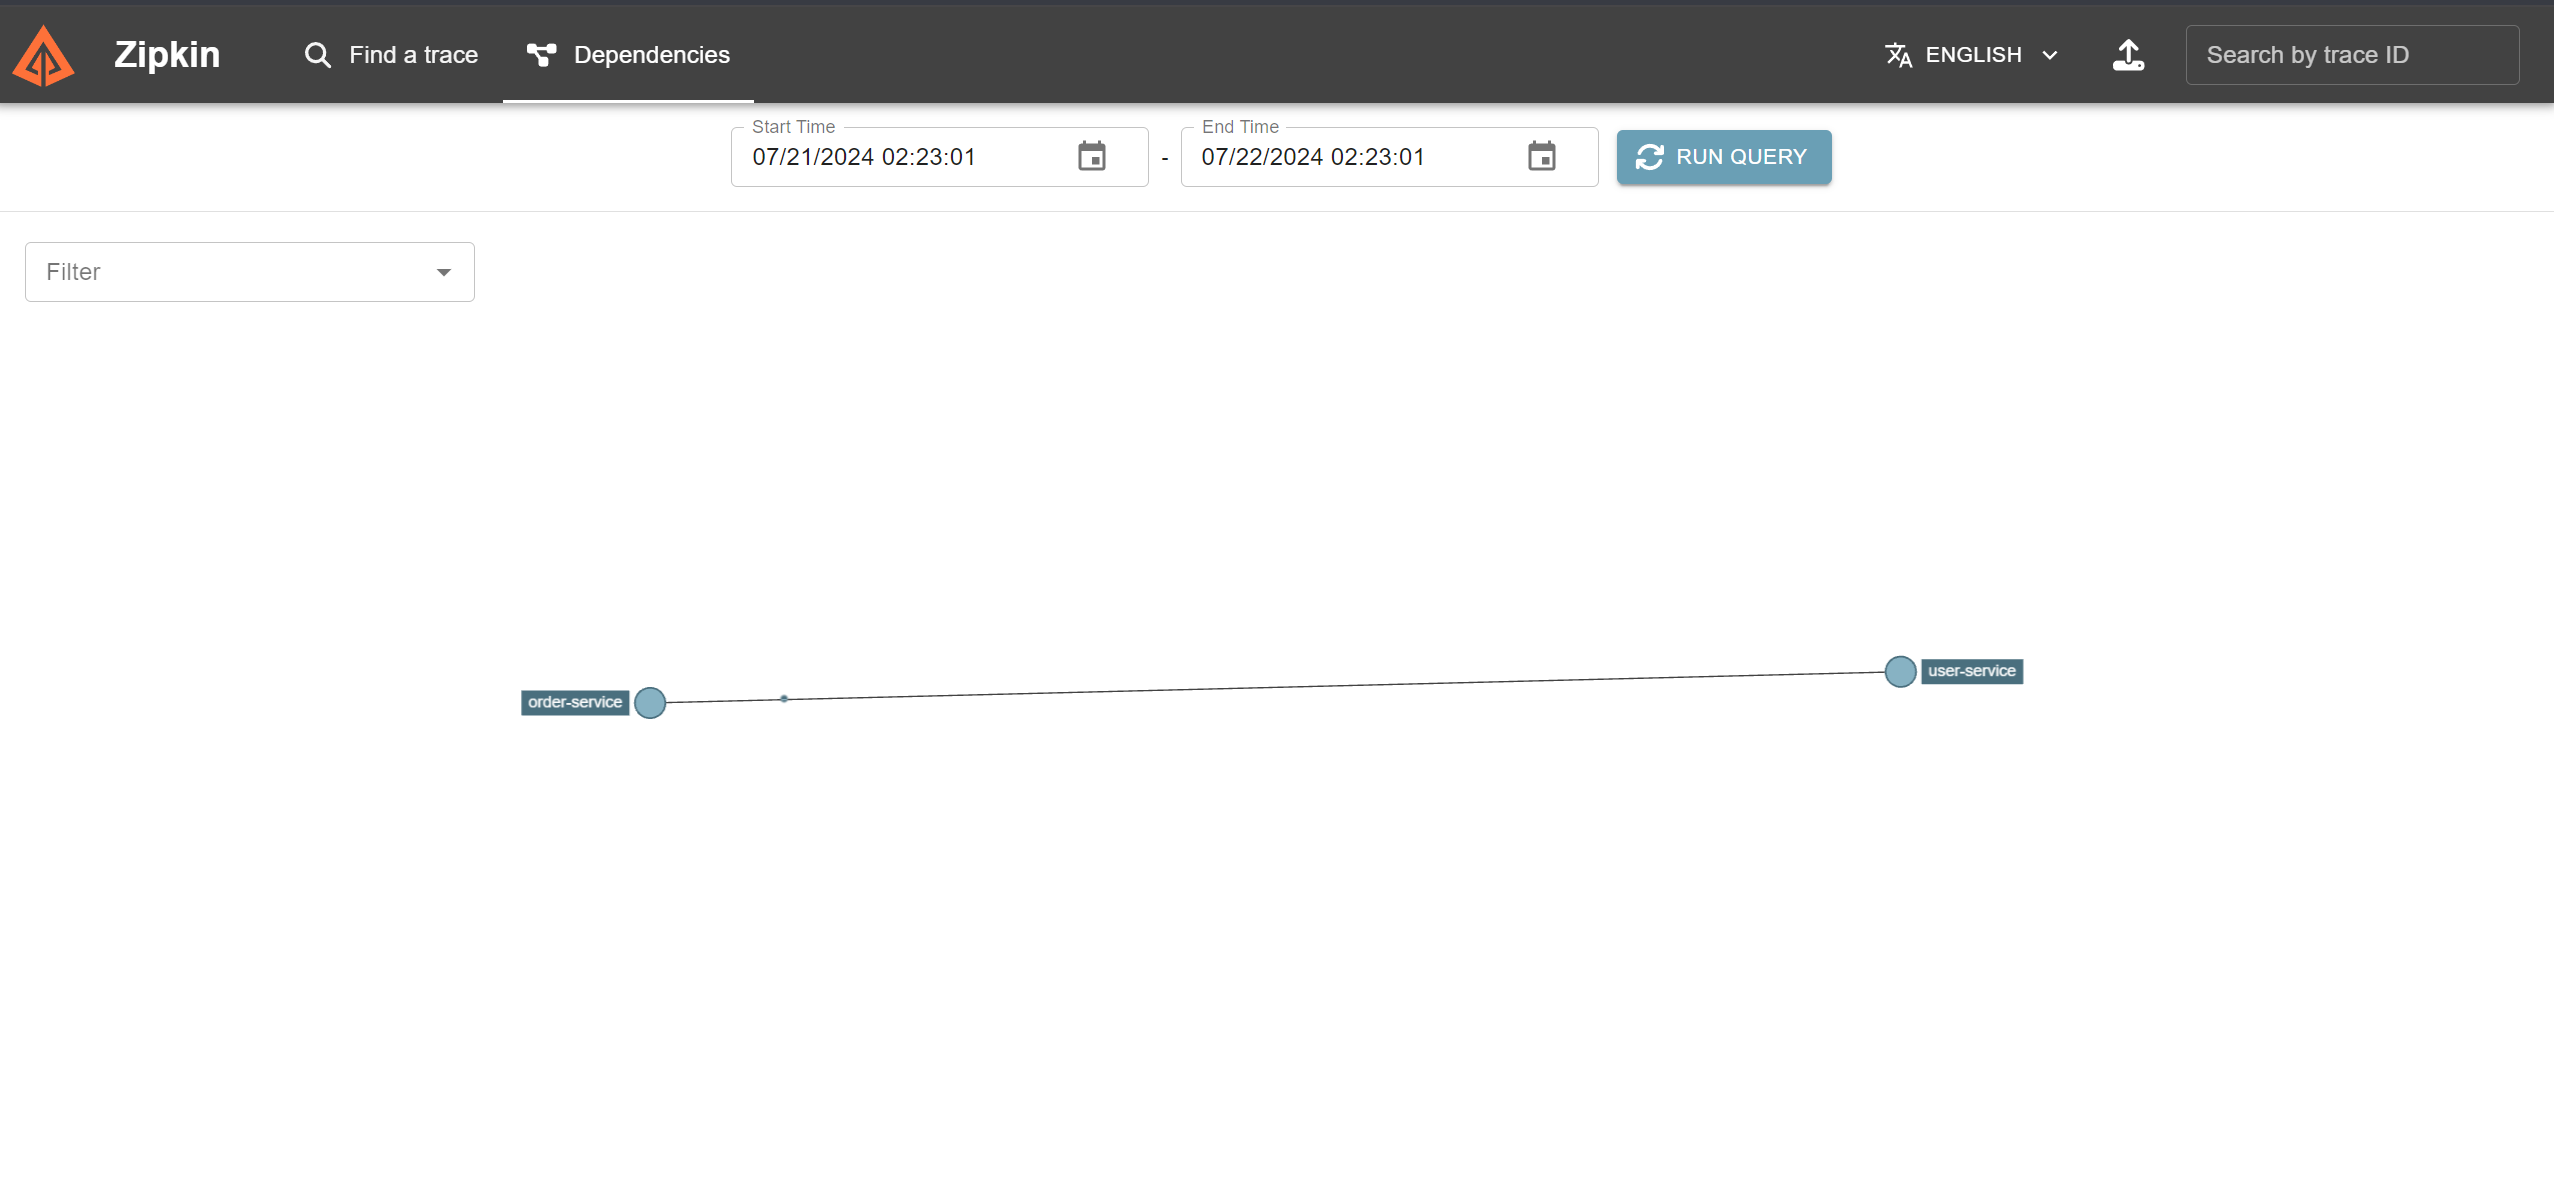 Zipkin
Find a trace
Dependencies
ENGLISH
Search by trace ID
Start Time
07/21/2024 02:23:01
-
End Time
07/22/2024 02:23:01
RUN QUERY
Filter
order-service
user-service